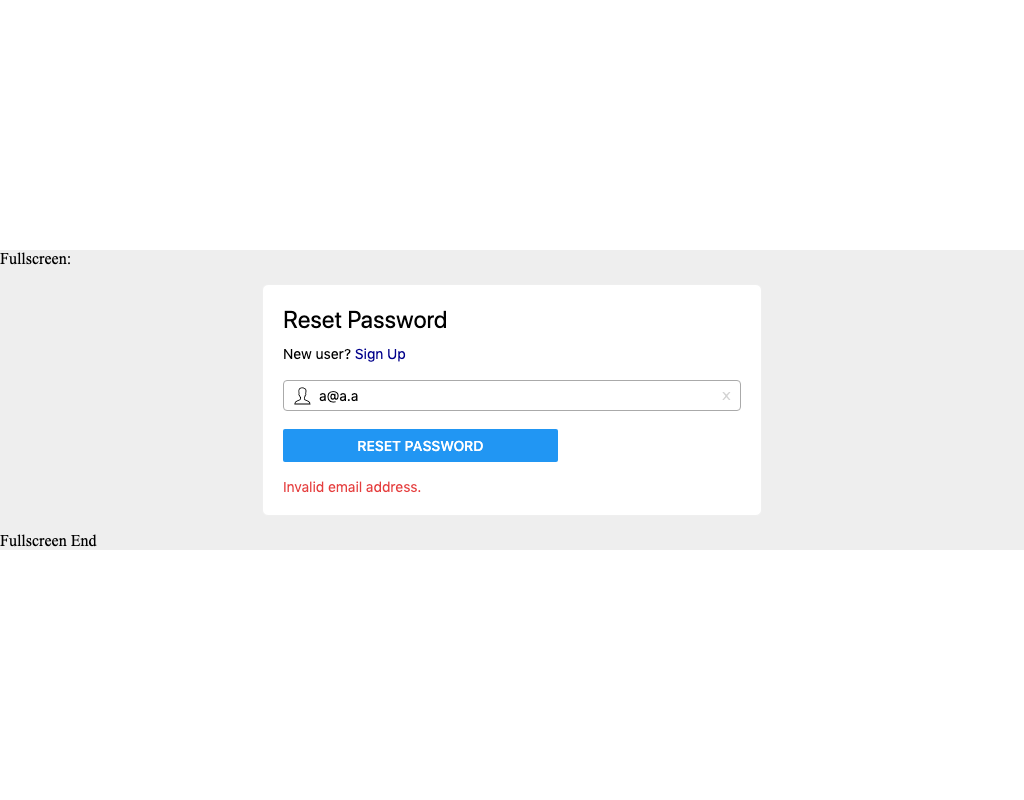 Fullscreen:
Reset Password
New user? Sign Up
a@a.a
RESET PASSWORD
Invalid email address.
Fullscreen End